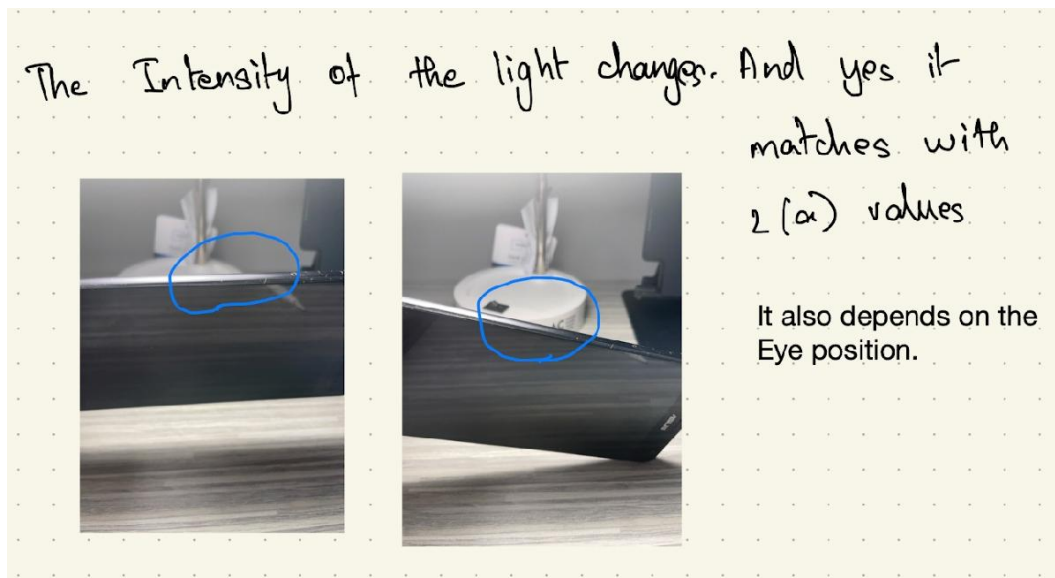 The Intensity of the light changes. And yes it
matches with
2 (a) values
It also depends on the
Eye position.